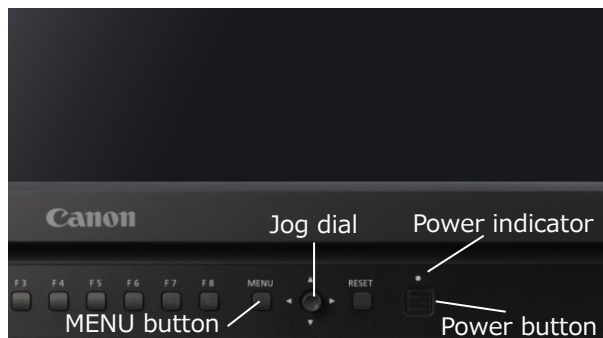 Canon
Jog dial
Power indicator
F3 F4 F5 F6 F7 F8 MENU RESET
MENU button
Power button